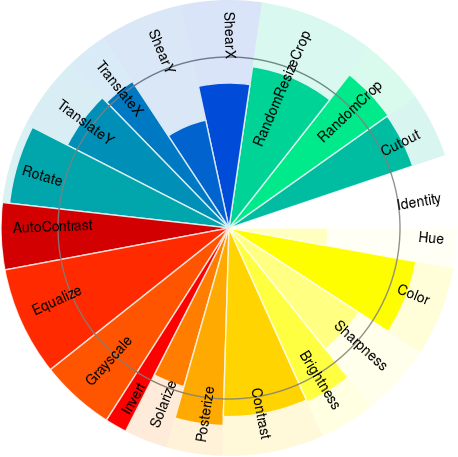 ShearX
RandomResizeCrop
RandomCrop
Cutout
Identity
Hue
Color
Sharpness
Brightness
Contrast
Posterize
Solarize
Invert
Grayscale
Equalize
AutoContrast
Rotate
TranslateY
TranslateX
ShearY